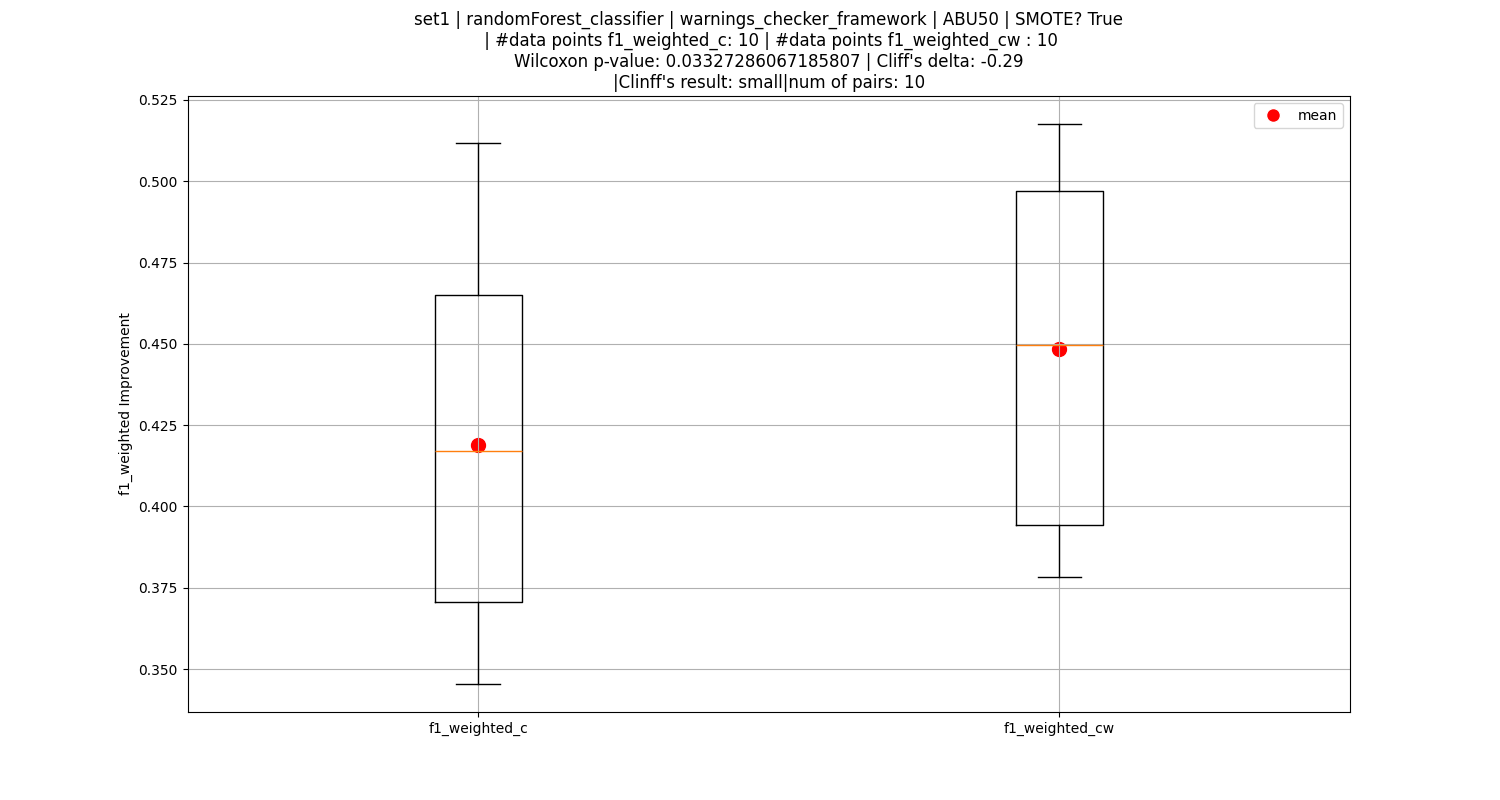 set1 | randomForest_classifier | warnings_checker_framework | ABU50 | SMOTE? True
| #data points f1_weighted_c: 10 | #data points f1_weighted_cw : 10
Wilcoxon p-value: 0.03327286067185807 | Cliff's delta: -0.29
|Clinff's result: small|num of pairs: 10
mean
0.525
0.500
0.475
0.450
0.425
0.400
0.375
0.350
f1_weighted Improvement
f1_weighted_c
f1_weighted_cw